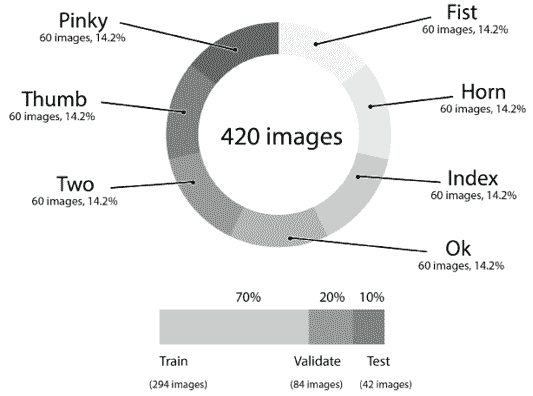 Pinky
60 images, 14.2%
Fist
60 images, 14.2%
Thumb
60 images, 14.2%
Horn
60 images, 14.2%
420 images
Two
60 images, 14.2%
Index
60 images, 14.2%
Ok
60 images, 14.2%
70% 20% 10%
Train Validate Test
(294 images) (84 images) (42 images)